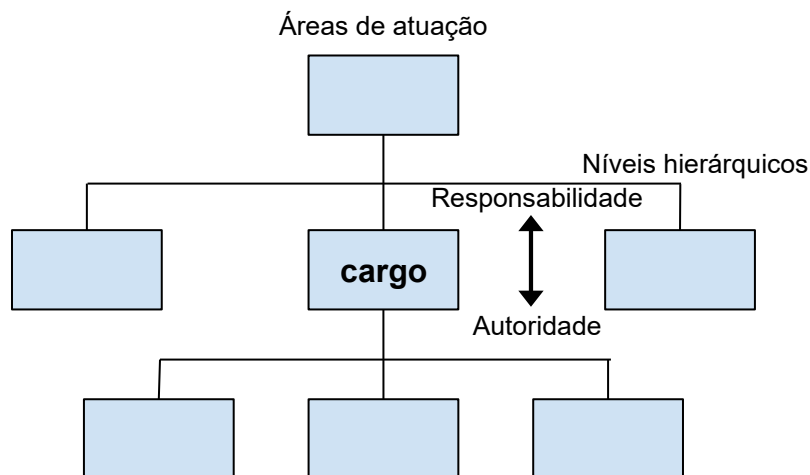 Áreas de atuação
Níveis hierárquicos
Responsabilidade
cargo
Autoridade